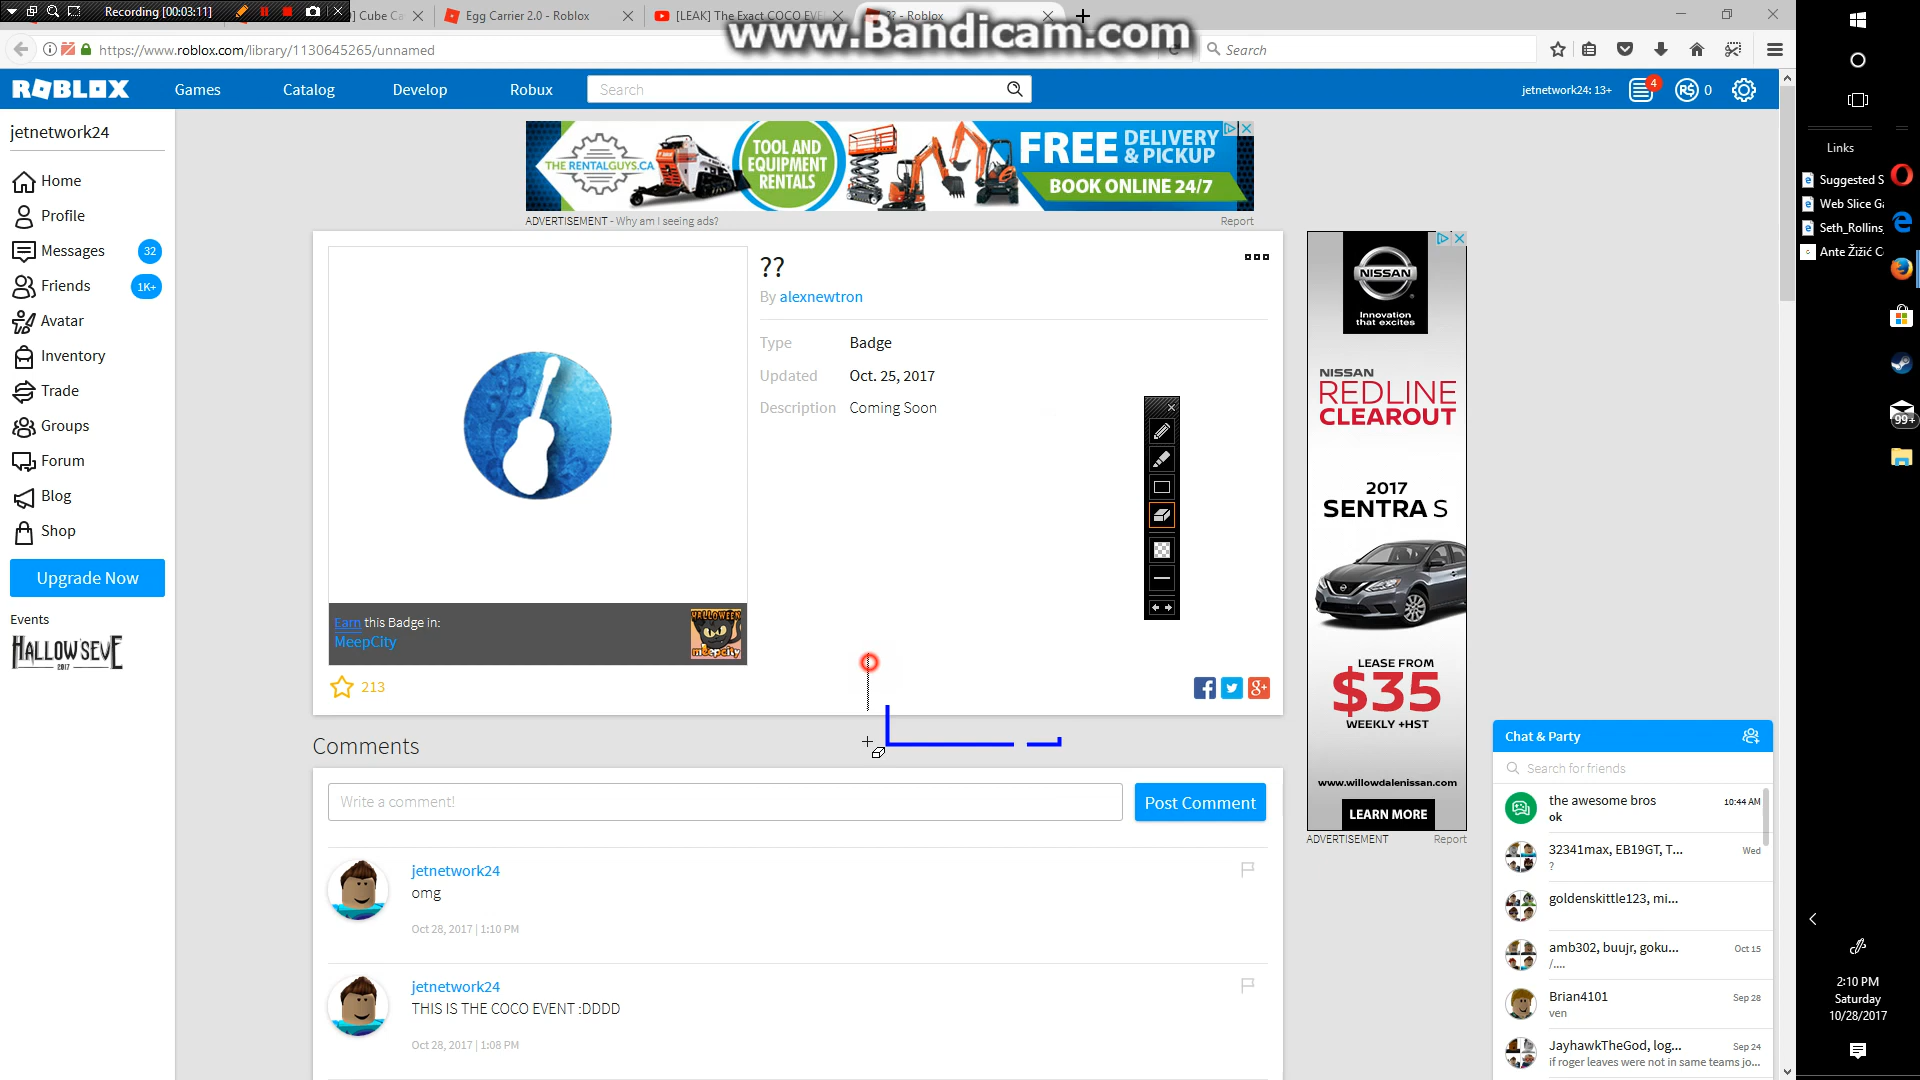 Recording [00:03:11]
] Cube Ca
Egg Carrier 2.0 - Roblox
[LEAK] The Exact COCO EVE
?? - Roblox
www.Bandicam.com
https://www.roblox.com/library/1130645265/unnamed
Search
ROBLOX
Games
Catalog
Develop
Robux
Search
jetnetwork24: 13+
4
R$
0
jetnetwork24
Home
Profile
Messages
32
Friends
1K+
Avatar
Inventory
Trade
Groups
Forum
Blog
Shop
Upgrade Now
Events
HALLOW'S EVE
2017
THERENTALGUYS.CA
TOOL AND
EQUIPMENT
RENTALS
FREE DELIVERY
& PICKUP
BOOK ONLINE 24/7
ADVERTISEMENT - Why am I seeing ads?
Report
??
By alexnewtron
Type
Badge
Updated
Oct. 25, 2017
Description
Coming Soon
Earn this Badge in:
MeepCity
HALLOWEEN
meepcity
213
Comments
Write a comment!
Post Comment
jetnetwork24
omg
Oct 28, 2017 | 1:10 PM
jetnetwork24
THIS IS THE COCO EVENT :DDDD
Oct 28, 2017 | 1:08 PM
NISSAN
Innovation
that excites
NISSAN
REDLINE
CLEAROUT
2017
SENTRA S
LEASE FROM
$35
WEEKLY +HST
www.willowdalenissan.com
LEARN MORE
ADVERTISEMENT
Report
Chat & Party
Search for friends
the awesome bros
10:44 AM
ok
32341max, EB19GT, T...
Wed
?
goldenskittle123, mi...
amb302, buujr, goku...
Oct 15
/....
Brian4101
Sep 28
ven
JayhawkTheGod, log...
Sep 24
if roger leaves were not in same teams jo...
Links
Suggested S
Web Slice Ga
Seth_Rollins_
Ante Žižić C
99+
2:10 PM
Saturday
10/28/2017